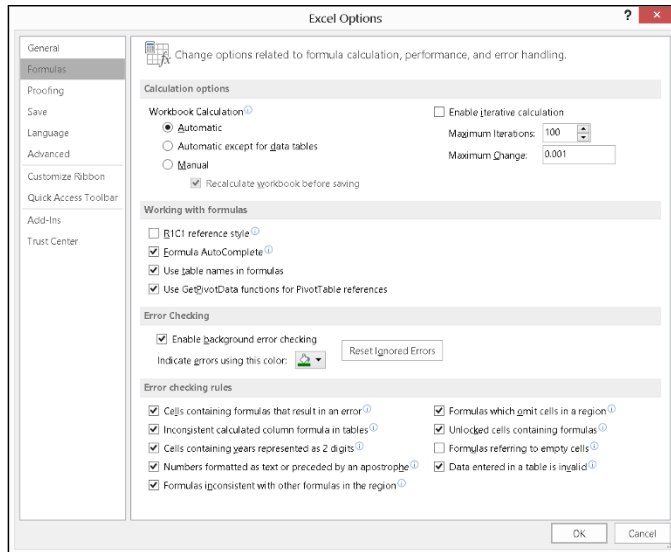 Excel Options
? ×
General
Formulas
Proofing
Save
Language
Advanced
Customize Ribbon
Quick Access Toolbar
Add-Ins
Trust Center
Change options related to formula calculation, performance, and error handling.
Calculation options
Workbook Calculation
Automatic
Automatic except for data tables
Manual
Recalculate workbook before saving
Enable iterative calculation
Maximum Iterations: 100
Maximum Change: 0.001
Working with formulas
R1C1 reference style
Formula AutoComplete
Use table names in formulas
Use GetPivotData functions for PivotTable references
Error Checking
Enable background error checking
Indicate errors using this color:
Reset Ignored Errors
Error checking rules
Cells containing formulas that result in an error
Inconsistent calculated column formula in tables
Cells containing years represented as 2 digits
Numbers formatted as text or preceded by an apostrophe
Formulas inconsistent with other formulas in the region
Formulas which omit cells in a region
Unlocked cells containing formulas
Formulas referring to empty cells
Data entered in a table is invalid
OK
Cancel